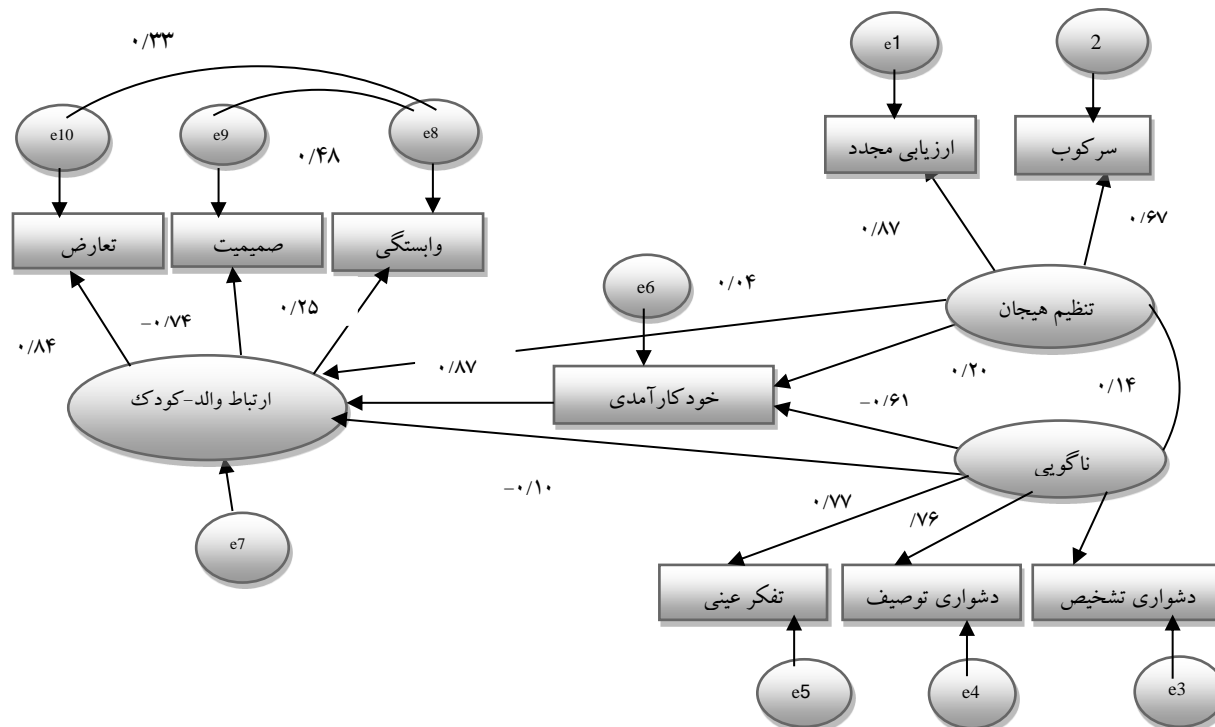 ۰/۳۳
e1
2
e10
e9
e8
۰/۴۸
ارزیابی مجدد
سرکوب
تعارض
صمیمیت
وابستگی
۰/۸۷
۰/۶۷
e6
۰/۰۴
تنظیم هیجان
۰/۸۴
–۰/۷۴
۰/۲۵
۰/۸۷
۰/۲۰
۰/۱۴
ارتباط والد-کودک
خودکارآمدی
–۰/۶۱
ناگویی
–۰/۱۰
۰/۷۷
/۷۶
e7
تفکر عینی
دشواری توصیف
دشواری تشخیص
e5
e4
e3